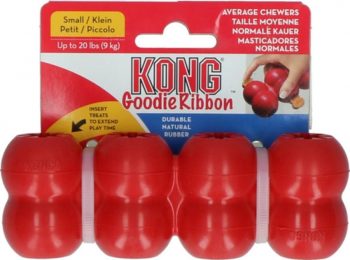 Small / Klein
Petit / Piccolo
Up to 20 lbs (9 kg)
AVERAGE CHEWERS
TAILLE MOYENNE
NORMALE KAUER
MASTICADORES
NORMALES
KONG
Goodie Ribbon
INSERT
TREATS
TO EXTEND
PLAY TIME
DURABLE
NATURAL
RUBBER
KONG